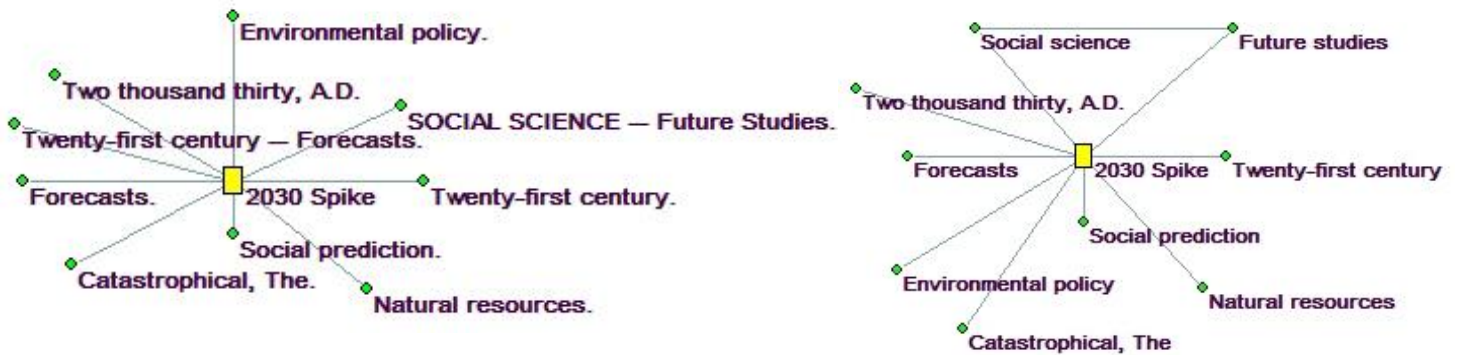 Environmental policy.
Two thousand thirty, A.D.
SOCIAL SCIENCE — Future Studies.
Twenty-first century — Forecasts.
Forecasts.
2030 Spike
Twenty-first century.
Social prediction.
Catastrophical, The.
Natural resources.
Social science
Future studies
Two thousand thirty, A.D.
Forecasts
2030 Spike
Twenty-first century
Social prediction
Environmental policy
Natural resources
Catastrophical, The